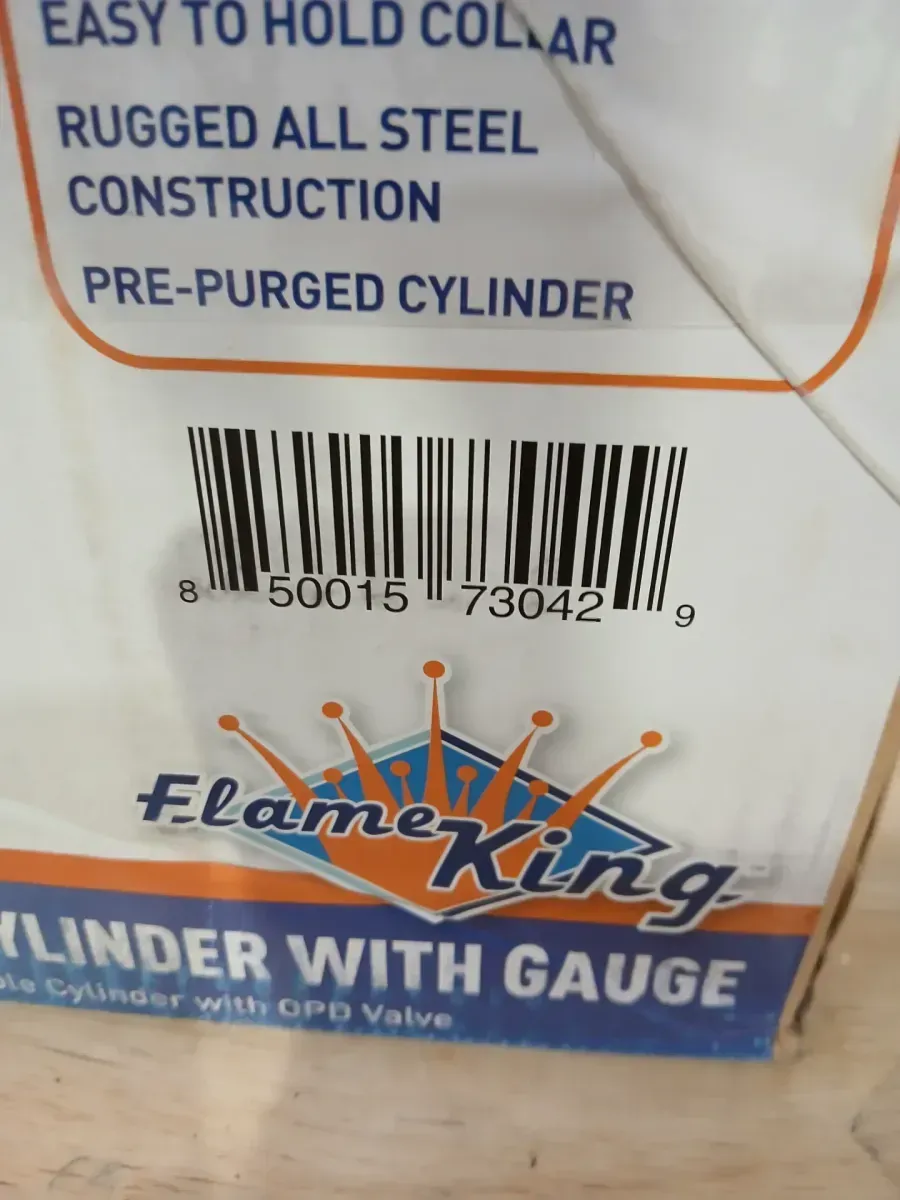 EASY TO HOLD COLLAR
RUGGED ALL STEEL
CONSTRUCTION
PRE-PURGED CYLINDER
8 50015 73042 9
Flame King
YLINDER WITH GAUGE
ble Cylinder with OPD Valve